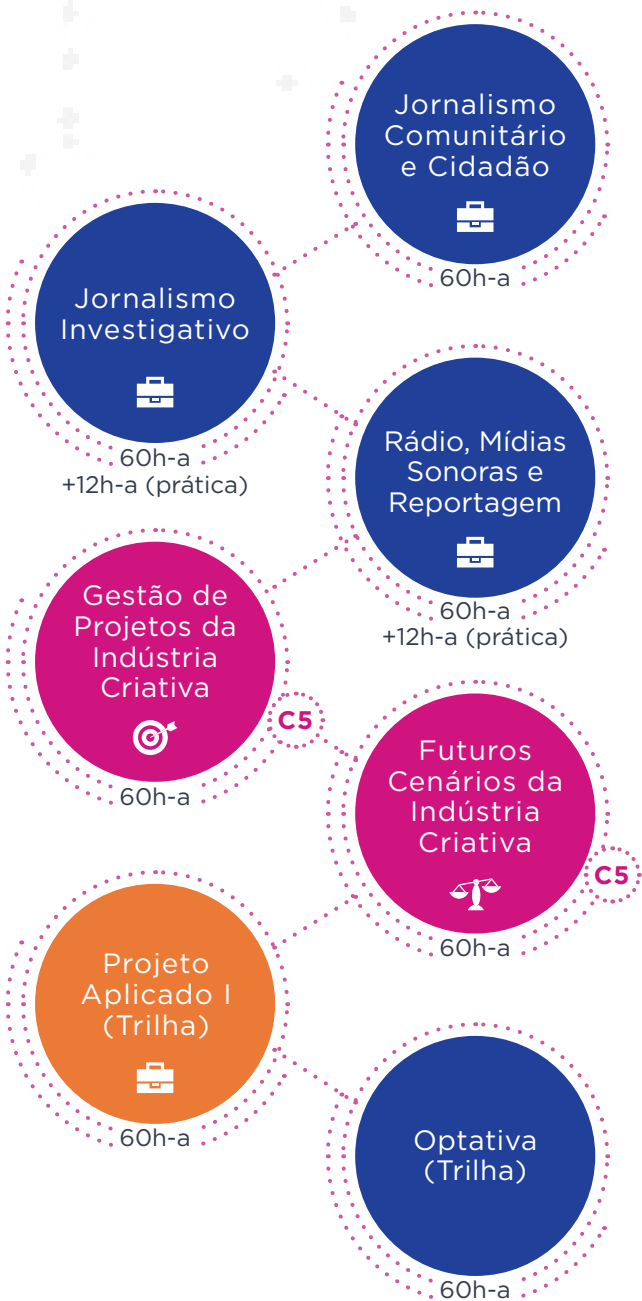 Jornalismo
Comunitário
e Cidadão
60h-a
Jornalismo
Investigativo
60h-a
+12h-a (prática)
Rádio, Mídias
Sonoras e
Reportagem
60h-a
+12h-a (prática)
Gestão de
Projetos da
Indústria
Criativa
C5
60h-a
Futuros
Cenários da
Indústria
Criativa
C5
60h-a
Projeto
Aplicado I
(Trilha)
60h-a
Optativa
(Trilha)
60h-a